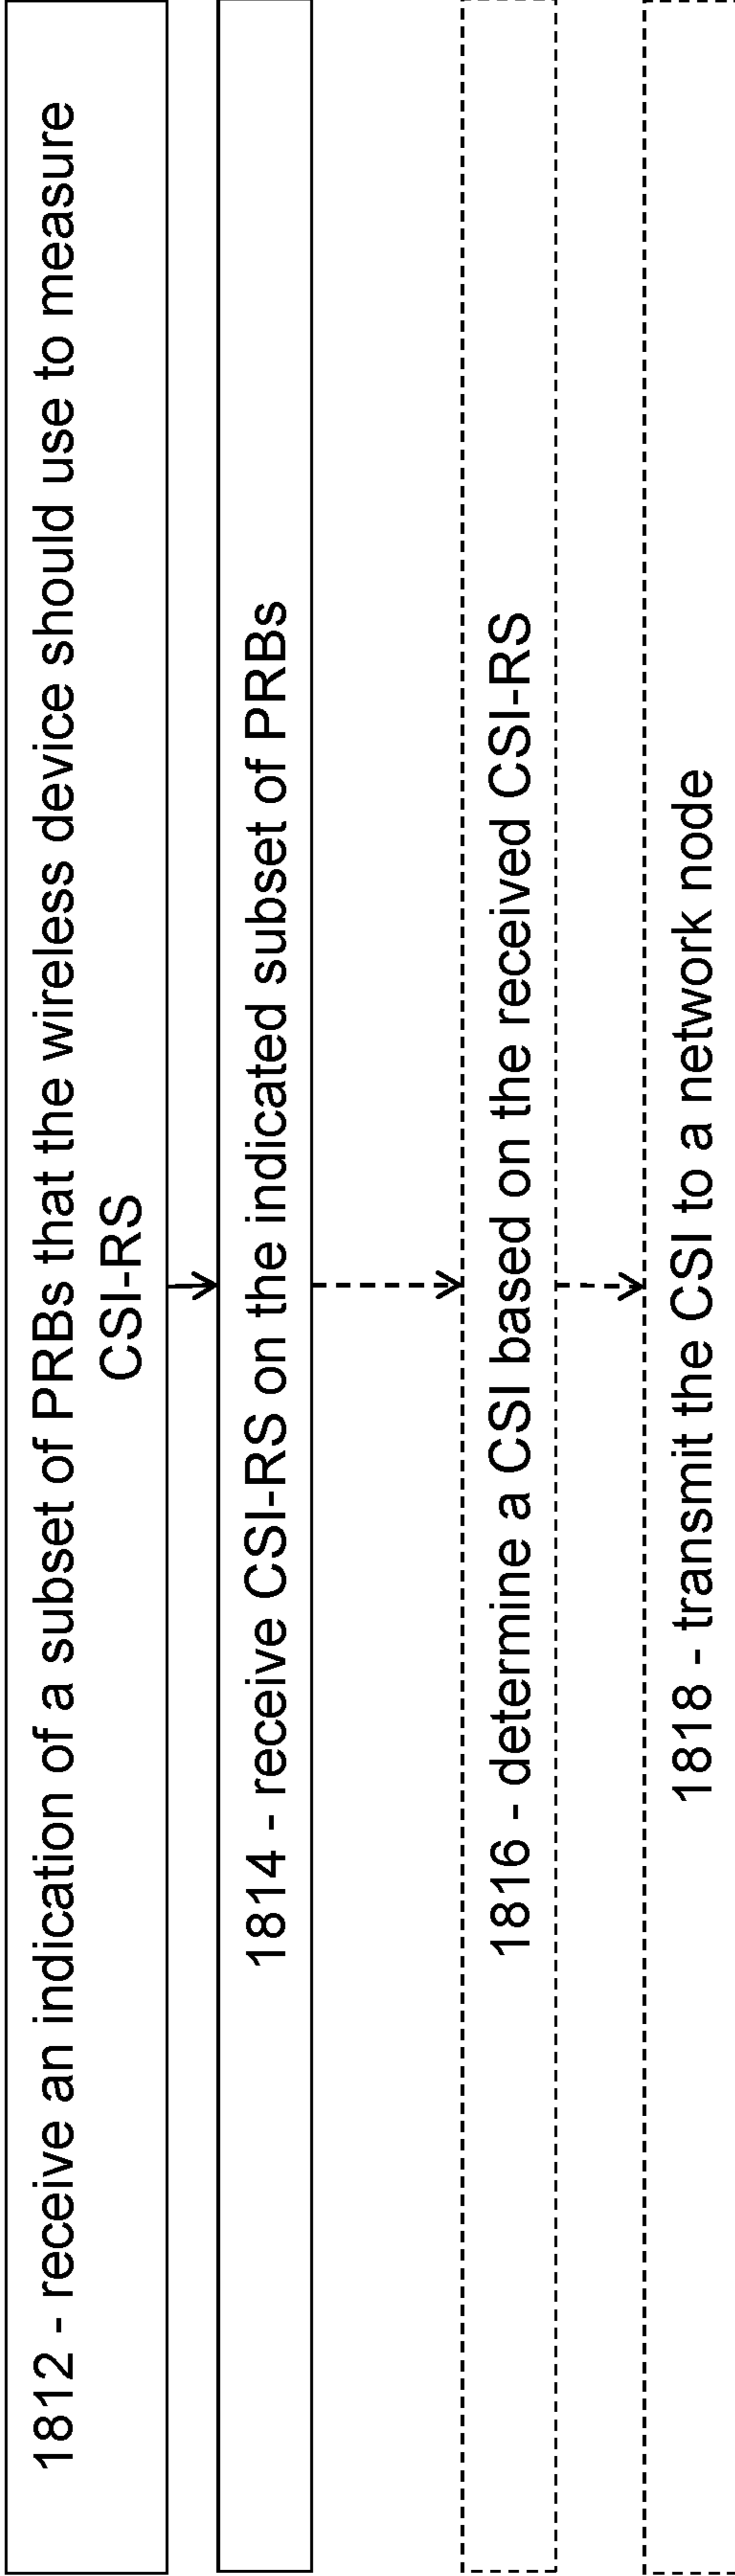 1812 - receive an indication of a subset of PRBs that the wireless device should use to measure
CSI-RS
1814 - receive CSI-RS on the indicated subset of PRBs
1816 - determine a CSI based on the received CSI-RS
1818 - transmit the CSI to a network node